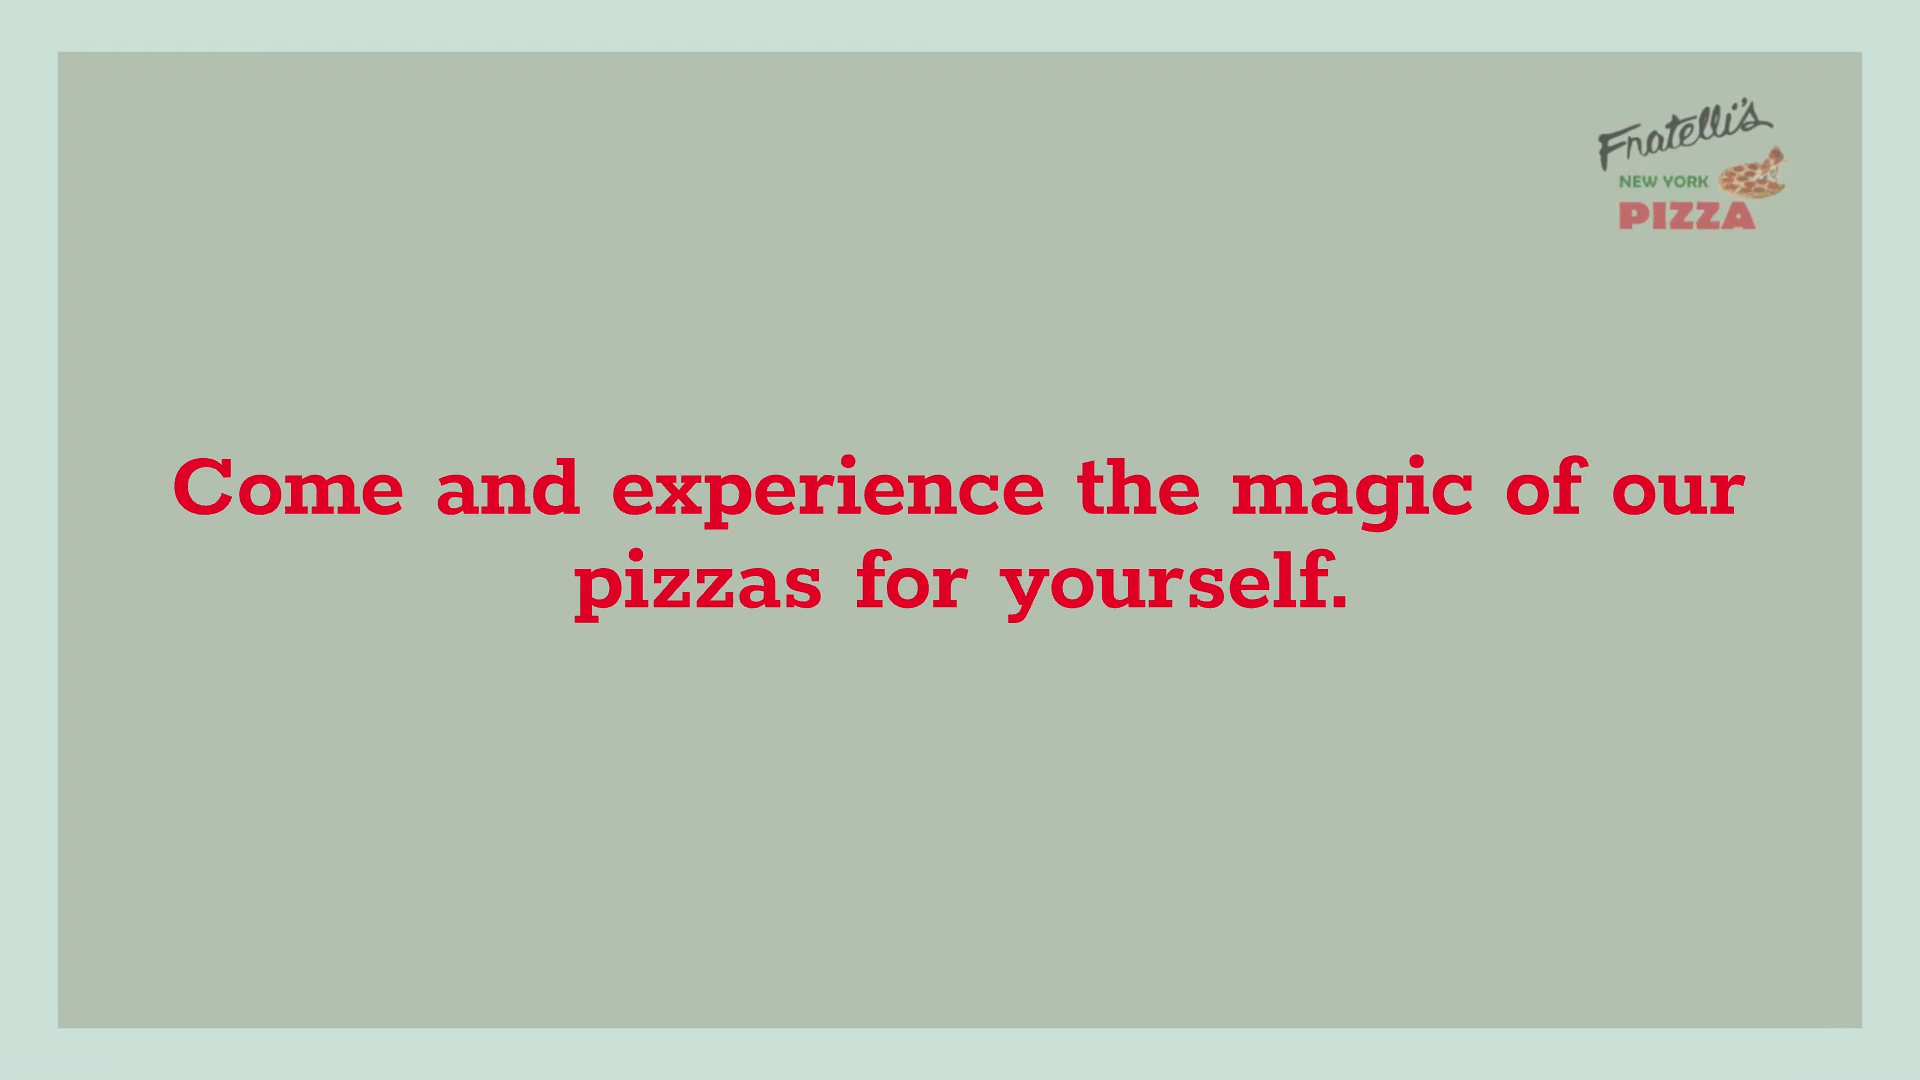 Fratelli's
NEW YORK
PIZZA
Come and experience the magic of our
pizzas for yourself.